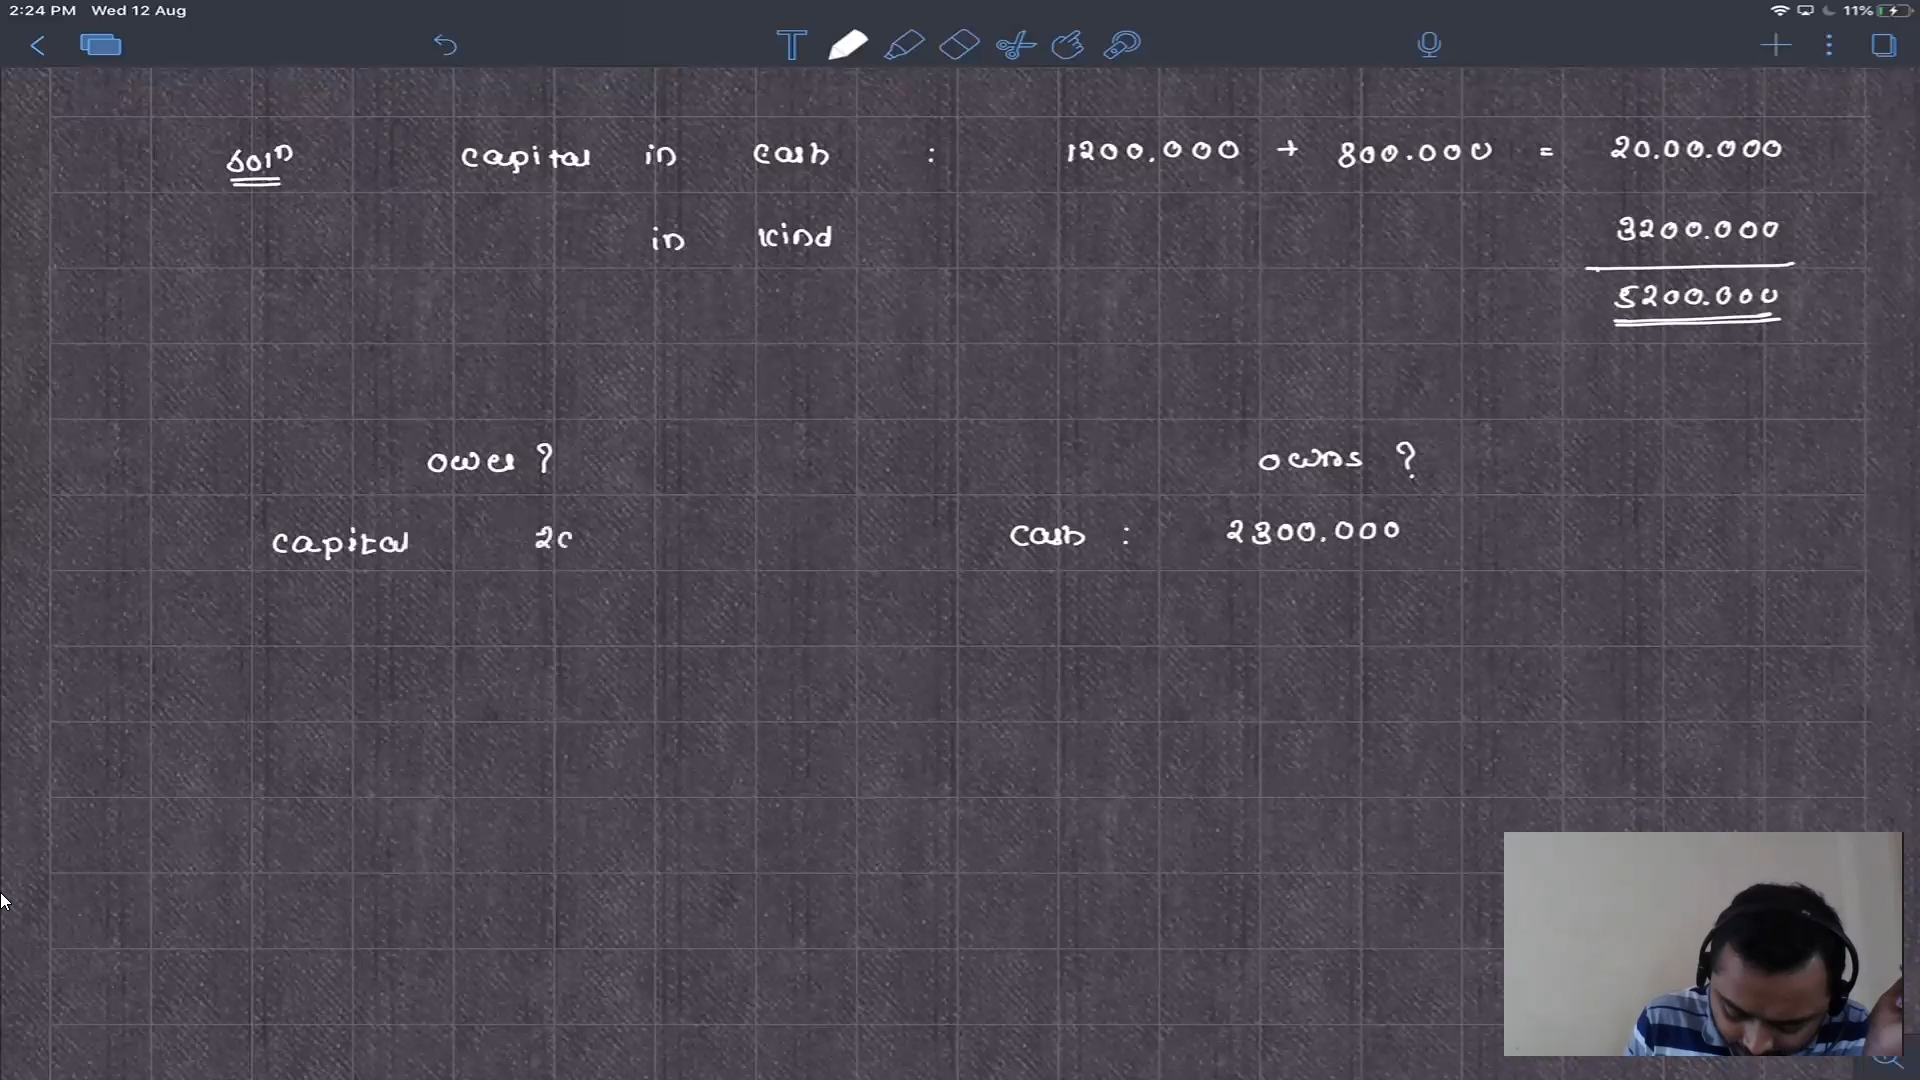 2:24 PM Wed 12 Aug 11%
T
Soln capital in cash : 1200.000 + 800.000 = 20.00.000
in kind 3200.000
5200.000
owes ? owns ?
capital 20 cash : 2300.000